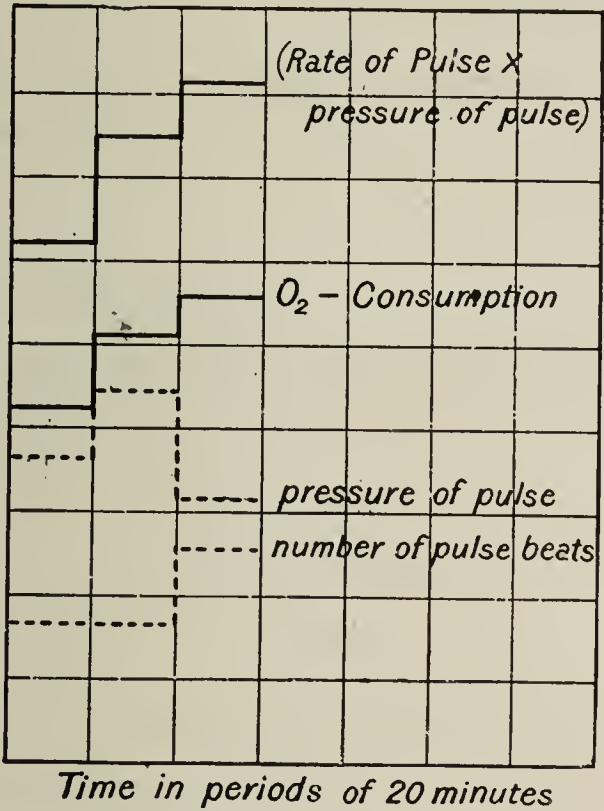 (Rate of Pulse ×
pressure of pulse)
O₂ – Consumption
pressure of pulse
number of pulse beats
Time in periods of 20 minutes